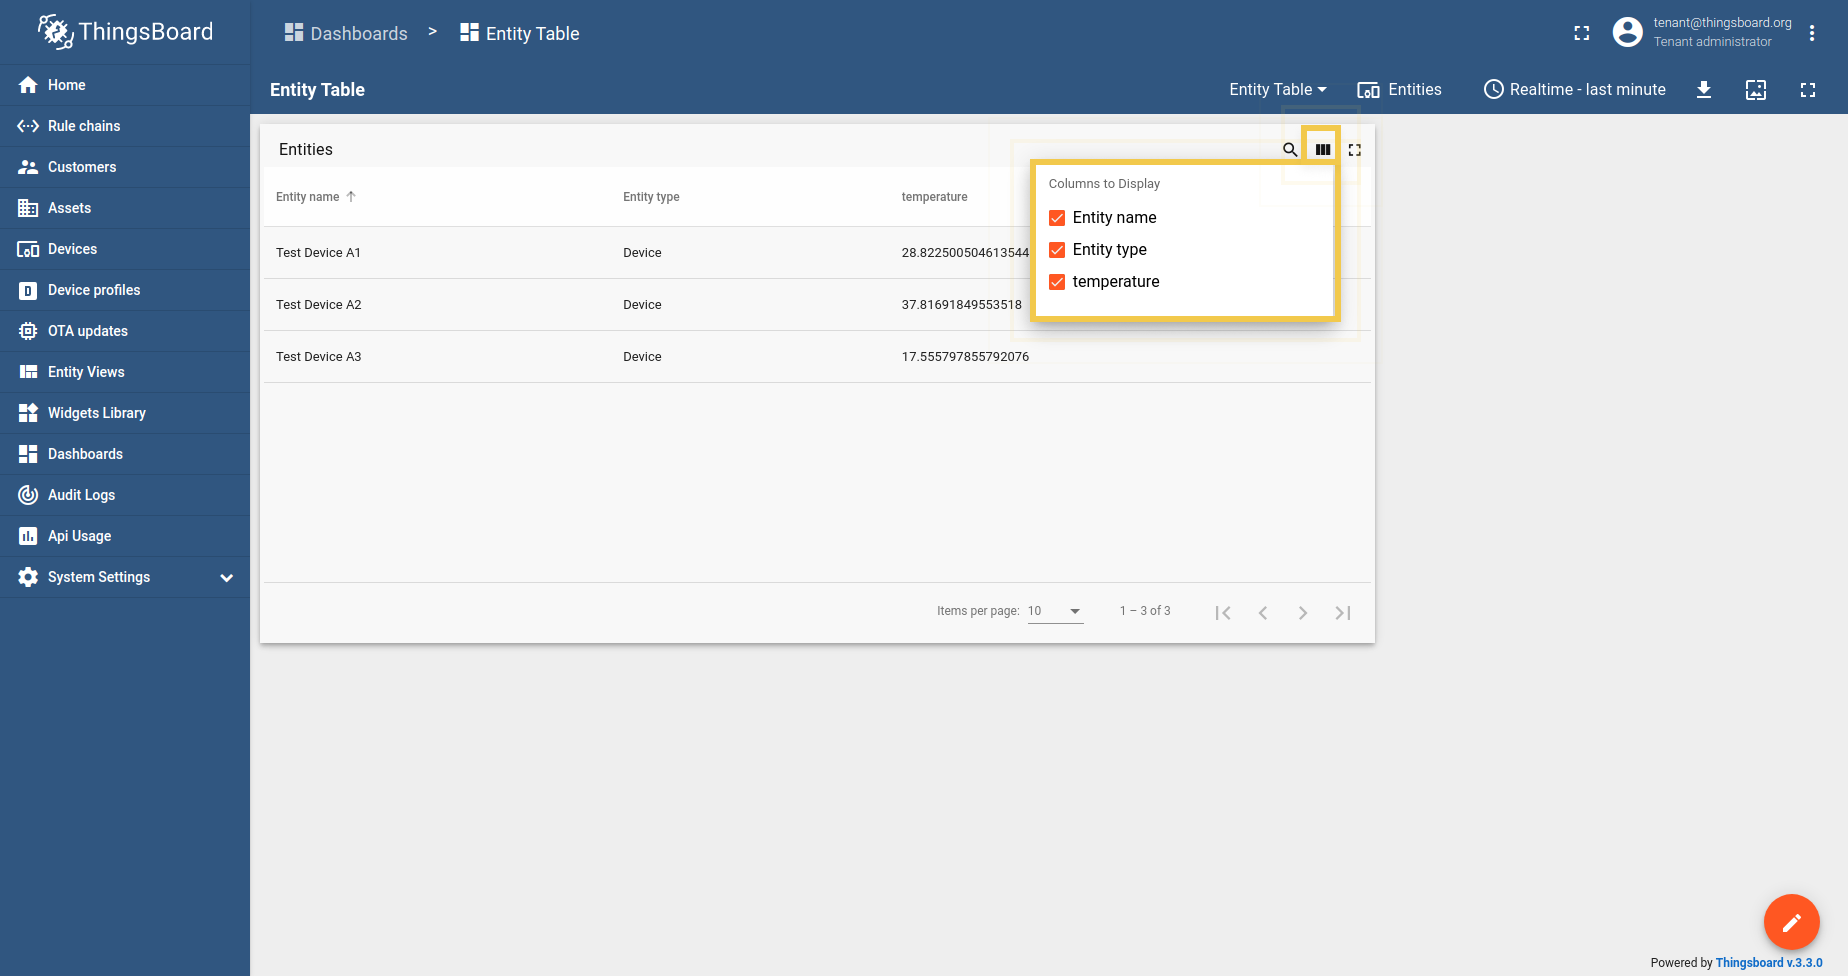 ThingsBoard
Dashboards > Entity Table
tenant@thingsboard.org
Tenant administrator
Home
Rule chains
Customers
Assets
Devices
Device profiles
OTA updates
Entity Views
Widgets Library
Dashboards
Audit Logs
Api Usage
System Settings
Entity Table
Entity Table
Entities
Realtime - last minute
Entities
Entity name
Entity type
temperature
Test Device A1 Device 28.822500504613544
Test Device A2 Device 37.81691849553518
Test Device A3 Device 17.555797855792076
Columns to Display
Entity name
Entity type
temperature
Items per page: 10 1 – 3 of 3
Powered by Thingsboard v.3.3.0